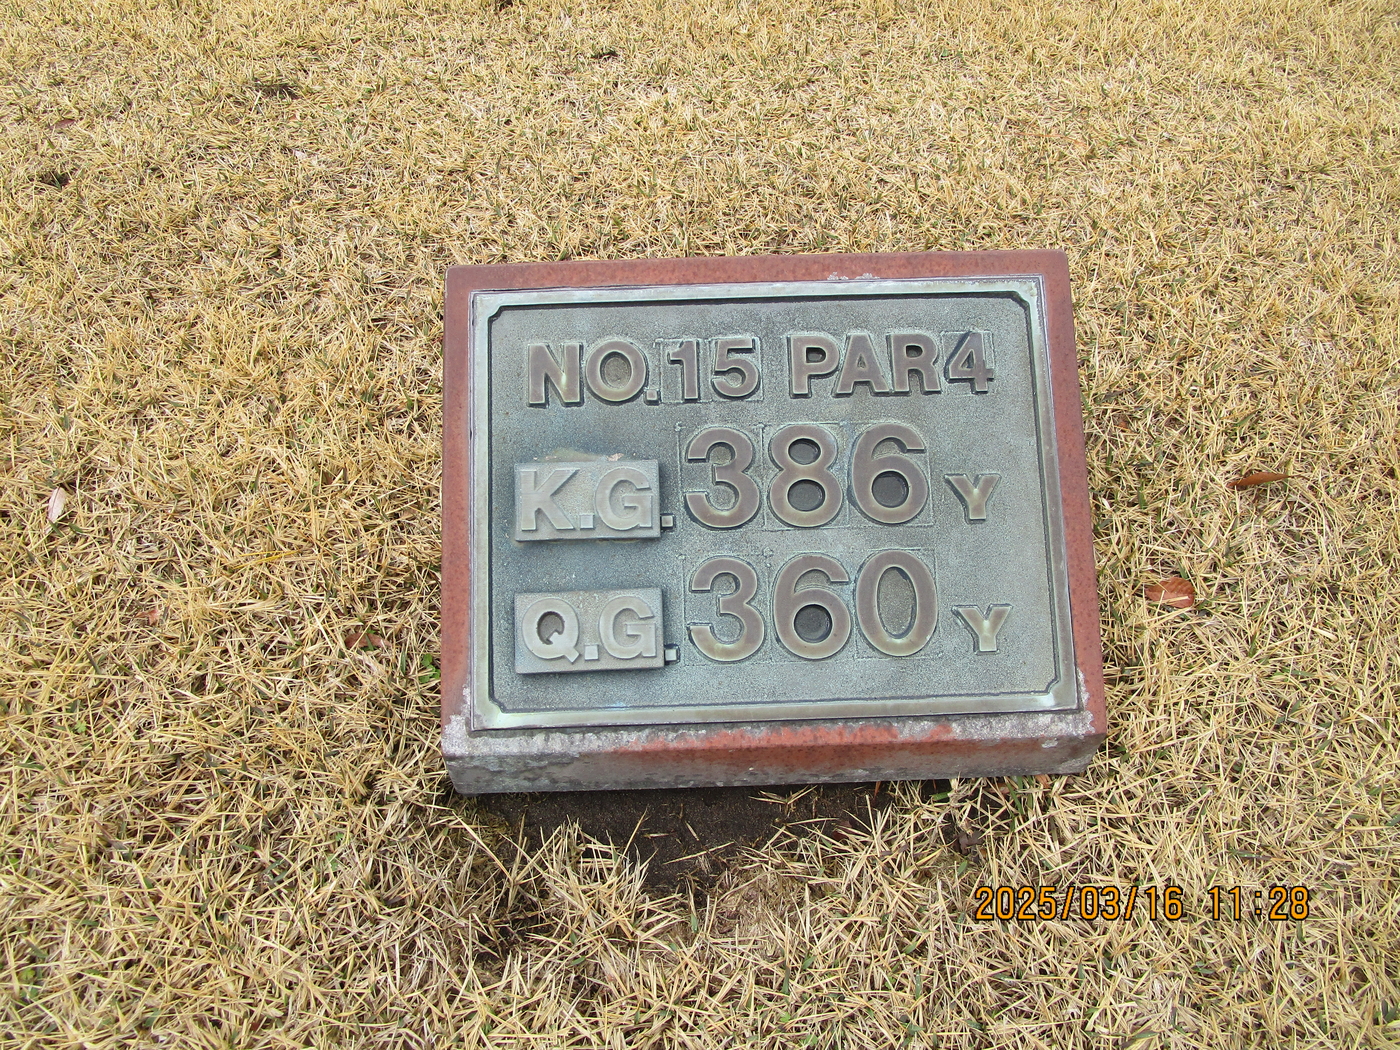 NO.15 PAR4
K.G. 386 Y
Q.G. 360 Y
2025/03/16 11:28